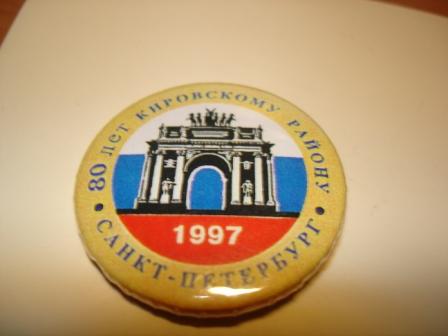 80 ЛЕТ КИРОВСКОМУ РАЙОНУ
1997
САНКТ-ПЕТЕРБУРГ